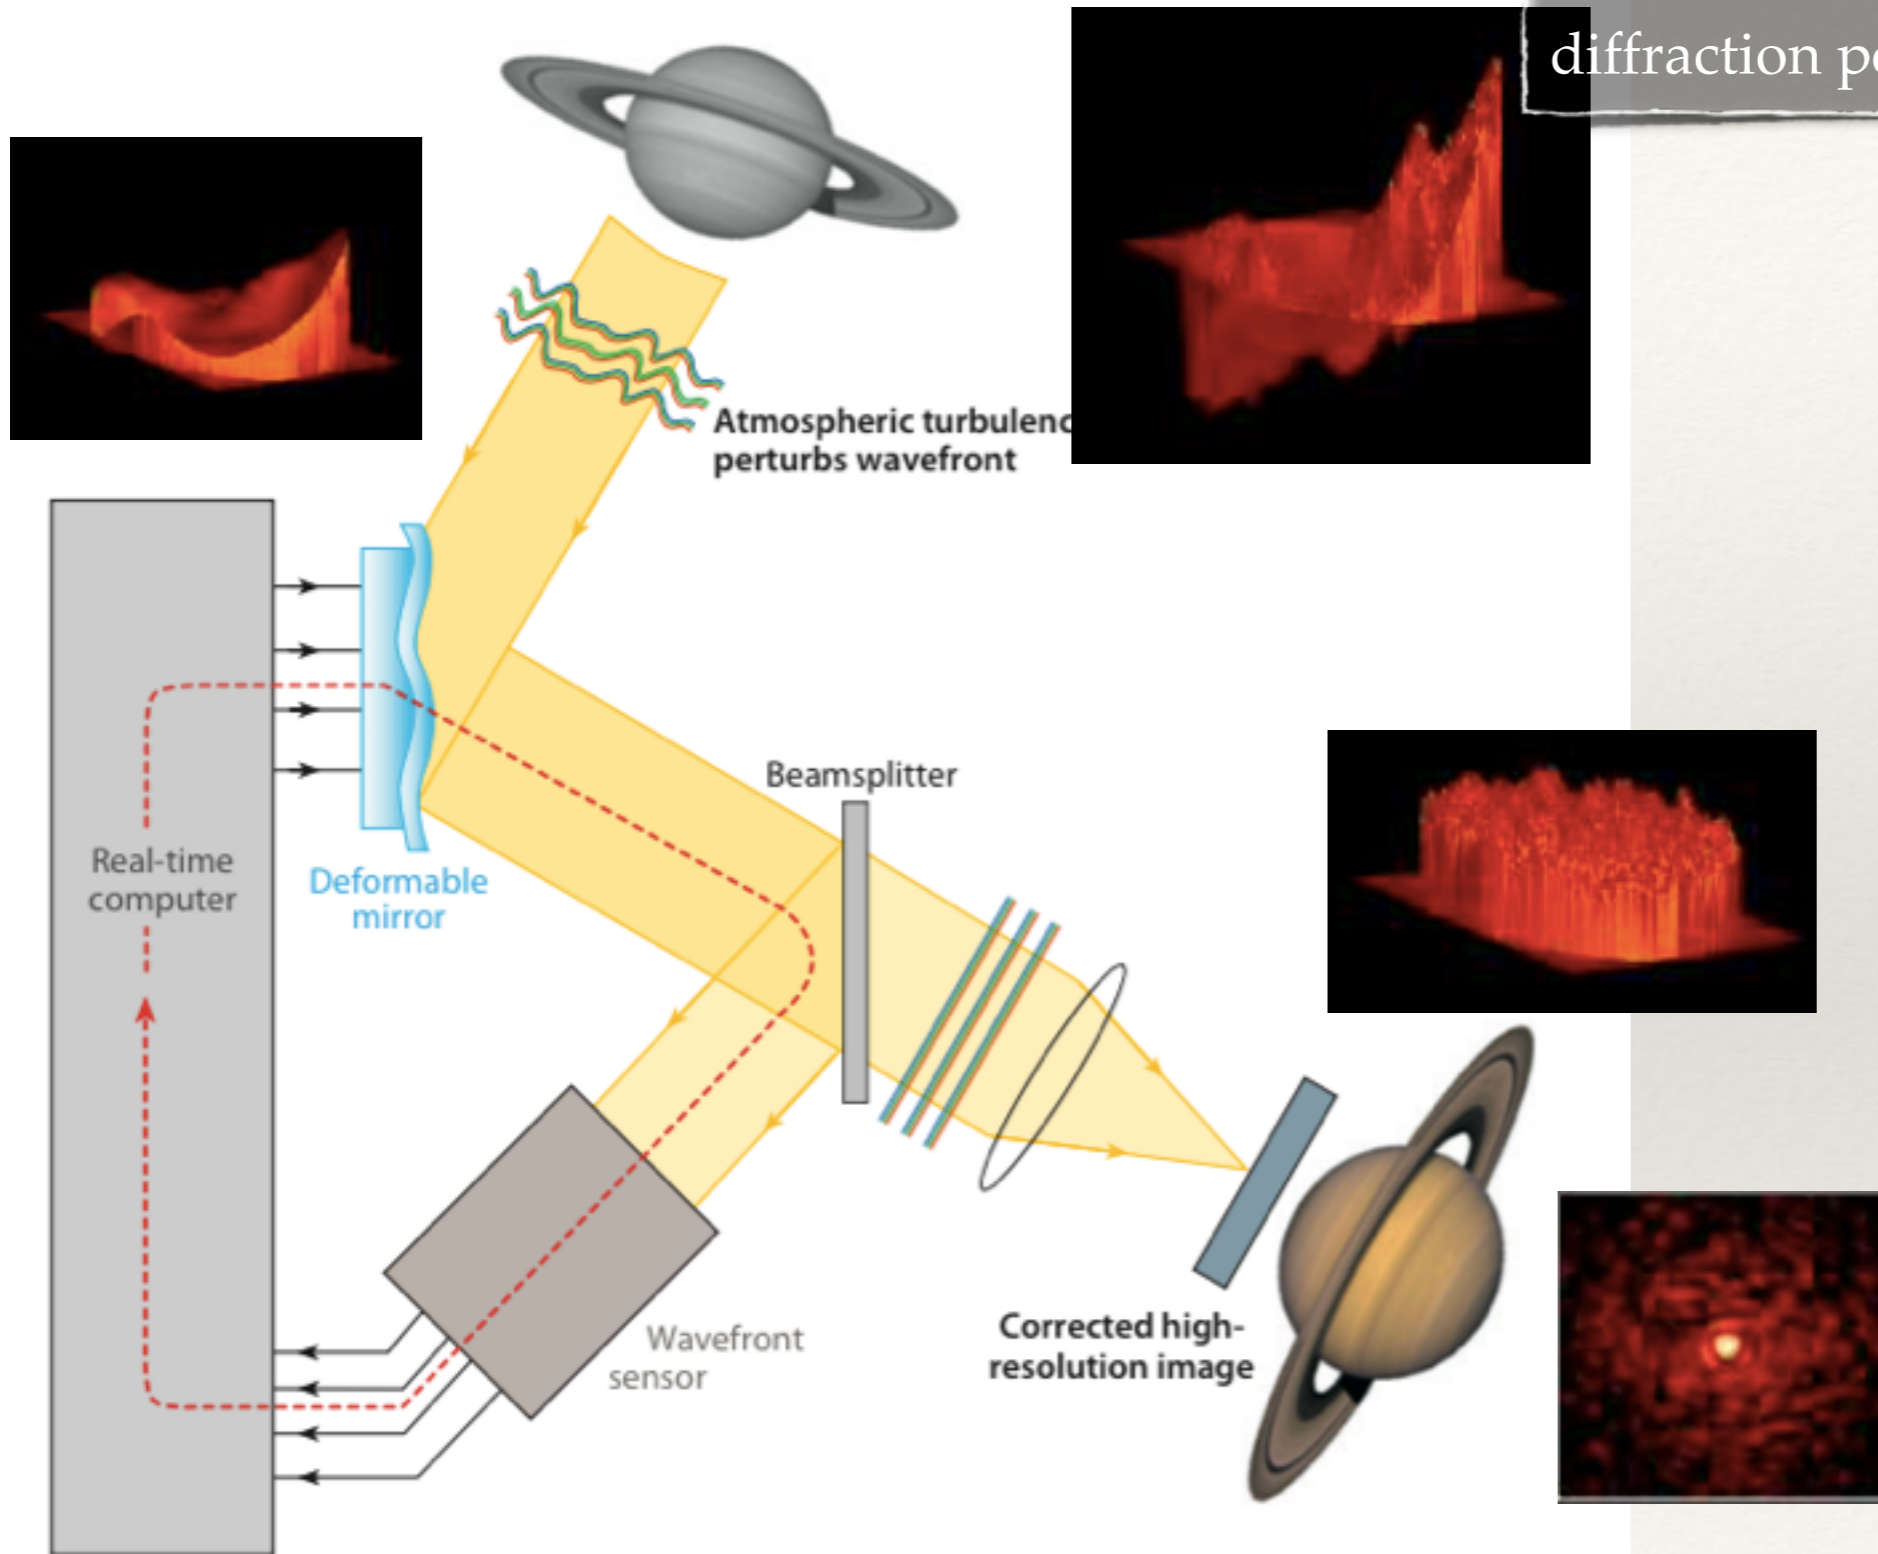 diffraction
Atmospheric turbulenc
perturbs wavefront
Beamsplitter
Real-time
computer
Deformable
mirror
Wavefront
sensor
Corrected high-
resolution image